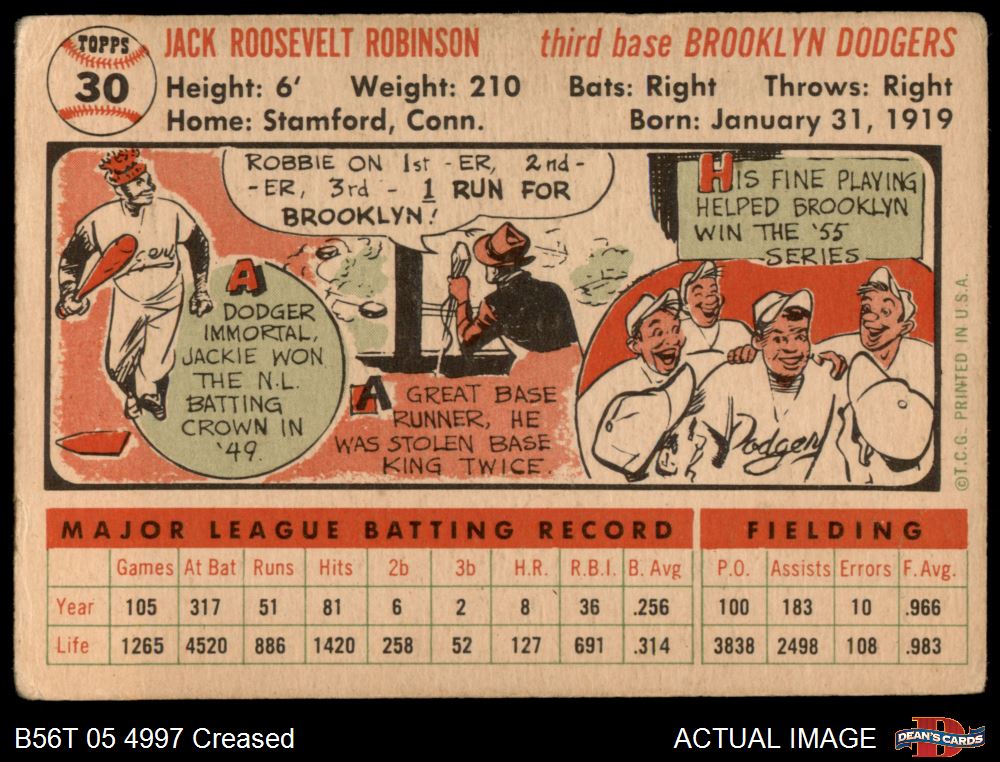 TOPPS
30
JACK ROOSEVELT ROBINSON third base BROOKLYN DODGERS
Height: 6' Weight: 210 Bats: Right Throws: Right
Home: Stamford, Conn. Born: January 31, 1919
A
DODGER
IMMORTAL,
JACKIE WON
THE N.L.
BATTING
CROWN IN
'49.
ROBBIE ON 1st - ER, 2nd -
- ER, 3rd - 1 RUN FOR
BROOKLYN!
A GREAT BASE
RUNNER, HE
WAS STOLEN BASE
KING TWICE.
HIS FINE PLAYING
HELPED BROOKLYN
WIN THE '55
SERIES
Dodgers
©T.C.G. PRINTED IN U.S.A.
MAJOR LEAGUE BATTING RECORD FIELDING
Games At Bat Runs Hits 2b 3b H.R. R.B.I. B. Avg P.O. Assists Errors F. Avg.
Year 105 317 51 81 6 2 8 36 .256 100 183 10 .966
Life 1265 4520 886 1420 258 52 127 691 .314 3838 2498 108 .983
B56T 05 4997 Creased ACTUAL IMAGE
DEAN'S CARDS